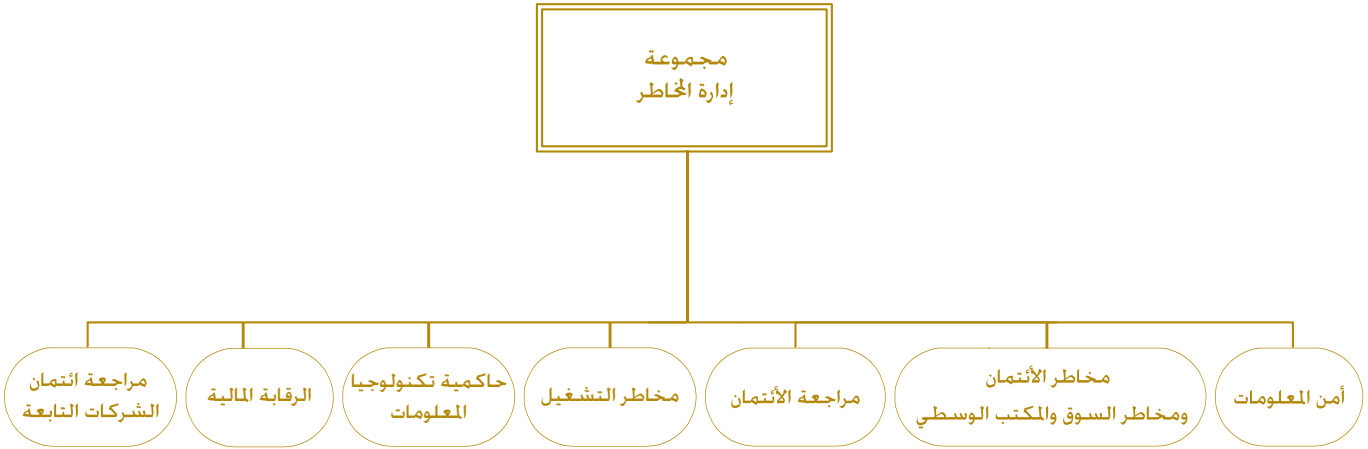 مجموعة
إدارة المخاطر
أمن المعلومات
مخاطر الأئتمان
ومخاطر السوق والمكتب الوسطي
مراجعة الأئتمان
مخاطر التشغيل
حاكمية تكنولوجيا
المعلومات
الرقابة المالية
مراجعة ائتمان
الشركات التابعة